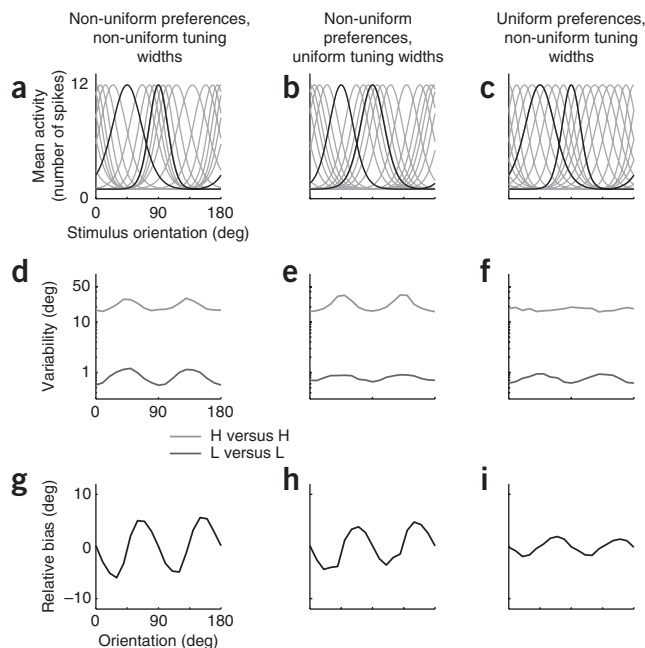 Non-uniform preferences,
non-uniform tuning
widths
Non-uniform
preferences,
uniform tuning widths
Uniform preferences,
non-uniform tuning
widths
a
b
c
Mean activity
(number of spikes)
12
0
0
90
180
Stimulus orientation (deg)
d
e
f
Variability (deg)
50
10
1
0
90
180
H versus H
L versus L
g
h
i
Relative bias (deg)
10
0
−10
0
90
180
Orientation (deg)